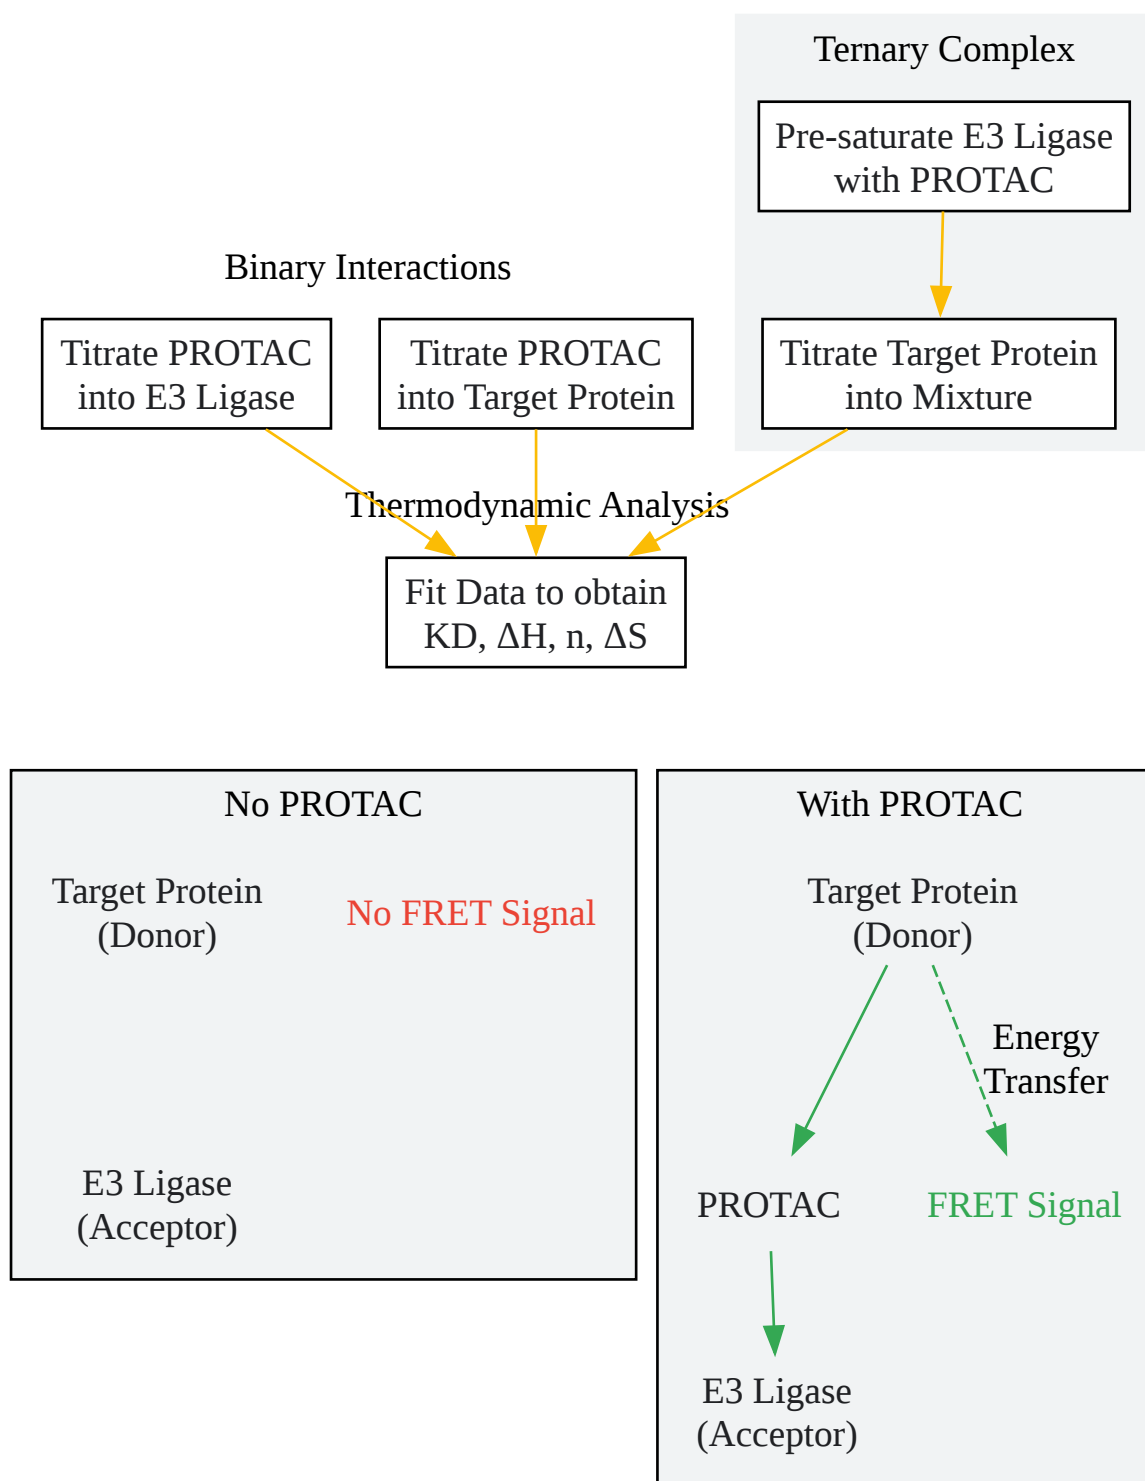 Ternary Complex
Pre-saturate E3 Ligase
with PROTAC
Binary Interactions
Titrate PROTAC
into E3 Ligase
Titrate PROTAC
into Target Protein
Titrate Target Protein
into Mixture
Thermodynamic Analysis
Fit Data to obtain
KD, ΔH, n, ΔS
No PROTAC
Target Protein
(Donor)
No FRET Signal
E3 Ligase
(Acceptor)
With PROTAC
Target Protein
(Donor)
Energy
Transfer
PROTAC
FRET Signal
E3 Ligase
(Acceptor)